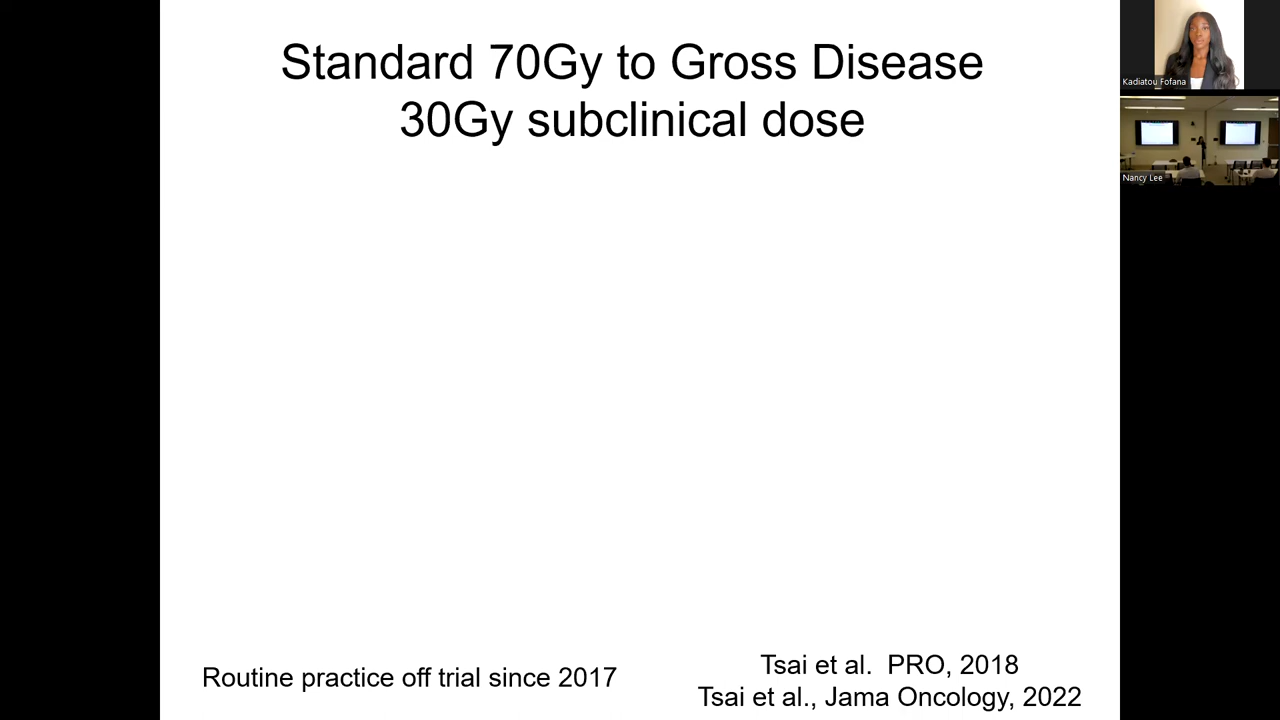 Standard 70Gy to Gross Disease
30Gy subclinical dose
Routine practice off trial since 2017
Tsai et al.  PRO, 2018
Tsai et al., Jama Oncology, 2022
Kadiatou Fofana
Nancy Lee